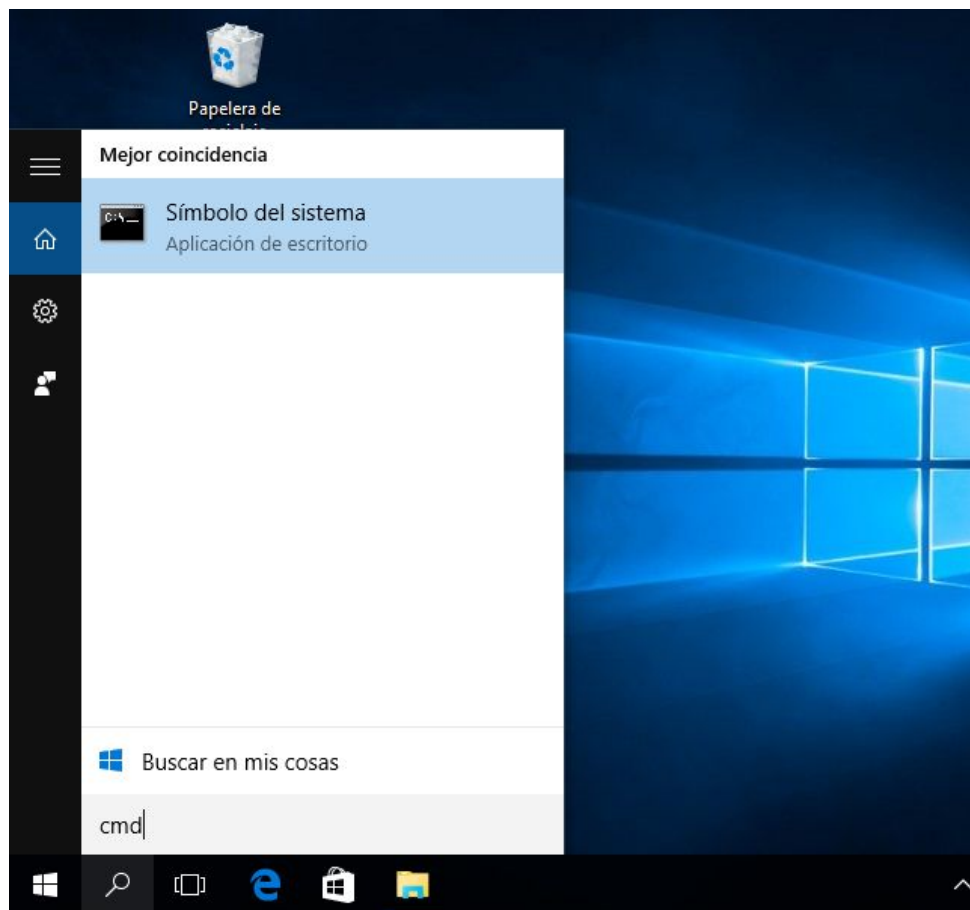 Papelera de
Mejor coincidencia
C:\_
Símbolo del sistema
Aplicación de escritorio
Buscar en mis cosas
cmd